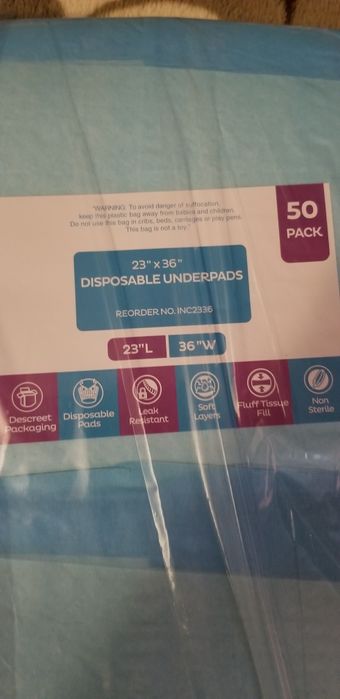 "WARNING: To avoid danger of suffocation,
keep this plastic bag away from babies and children.
Do not use this bag in cribs, beds, carriages or play pens.
This bag is not a toy."
50
PACK
23" x 36"
DISPOSABLE UNDERPADS
REORDER NO. INC2336
23"L 36"W
Descreet
Packaging
Disposable
Pads
Leak
Resistant
Soft
Layers
Fluff Tissue
Fill
Non
Sterile